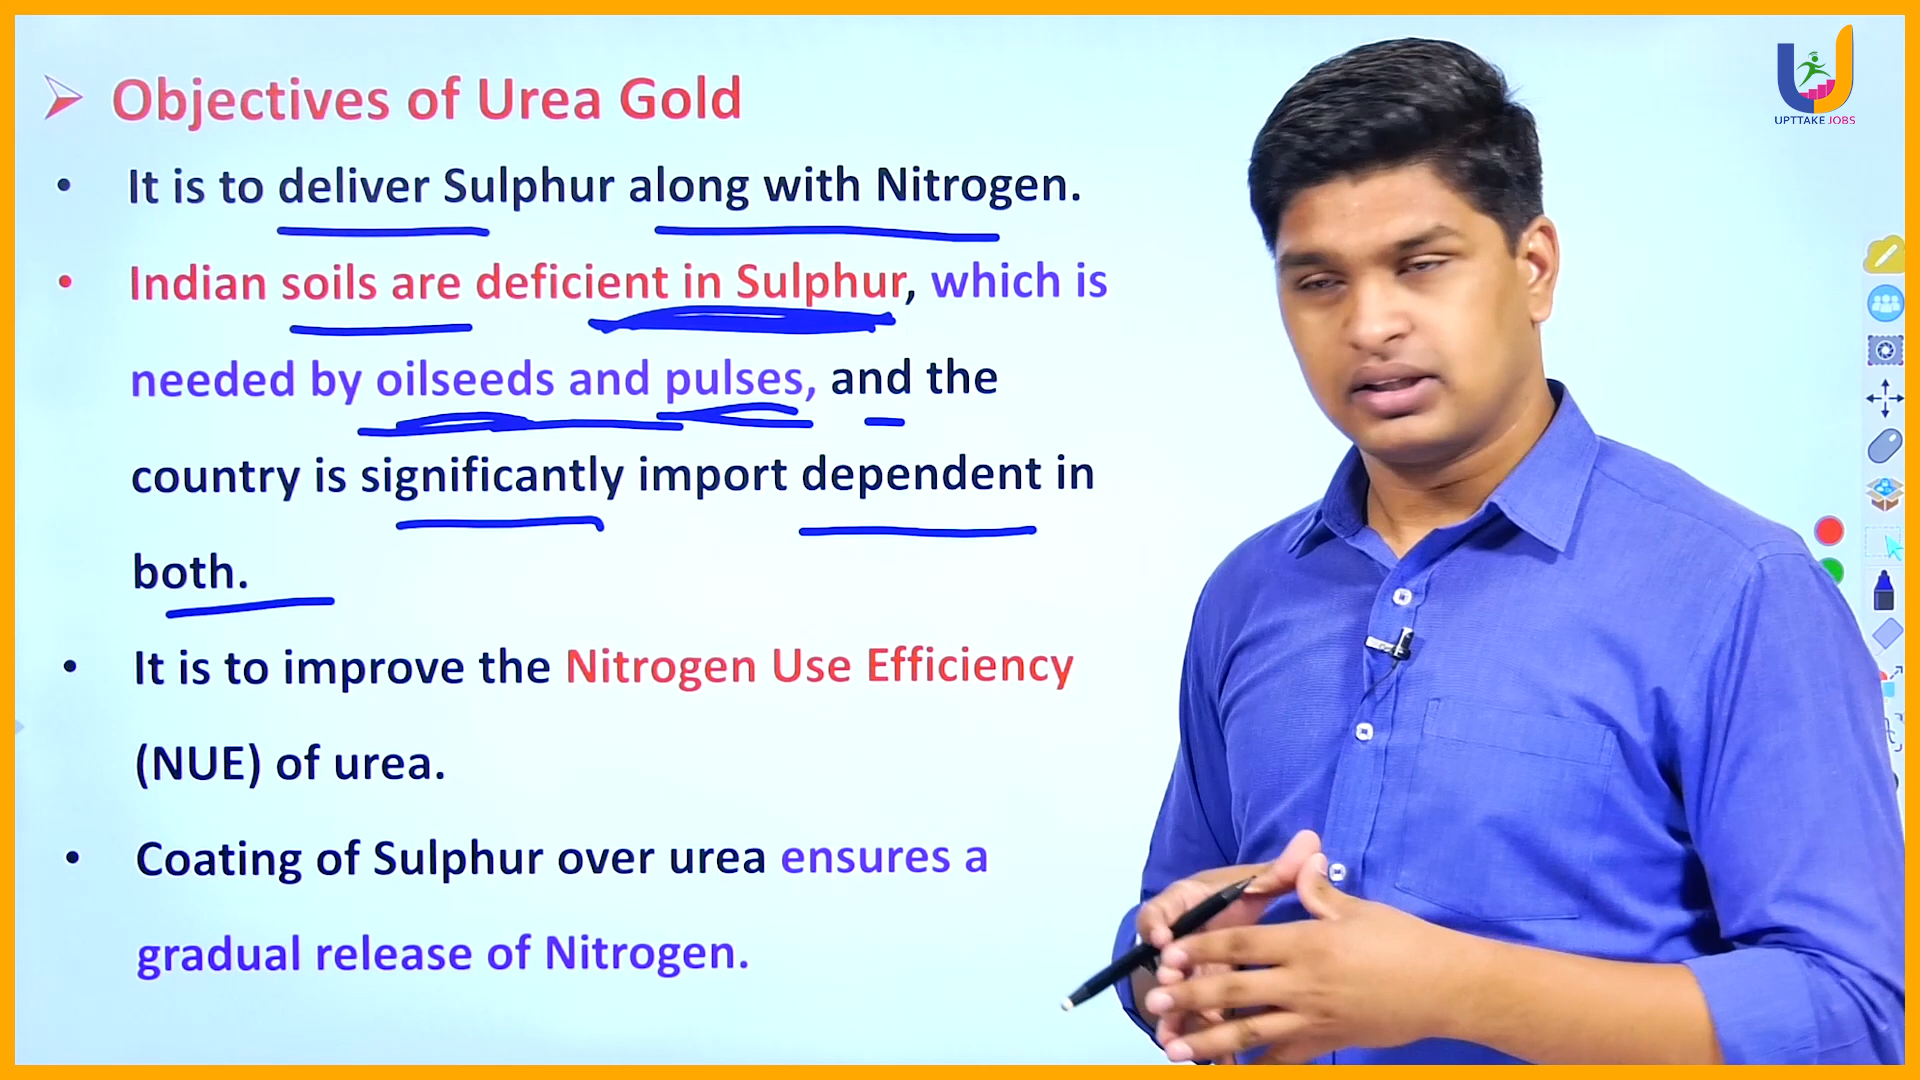 Objectives of Urea Gold
UPTTAKE JOBS
• It is to deliver Sulphur along with Nitrogen.
• Indian soils are deficient in Sulphur, which is
needed by oilseeds and pulses, and the
country is significantly import dependent in
both.
• It is to improve the Nitrogen Use Efficiency
(NUE) of urea.
• Coating of Sulphur over urea ensures a
gradual release of Nitrogen.